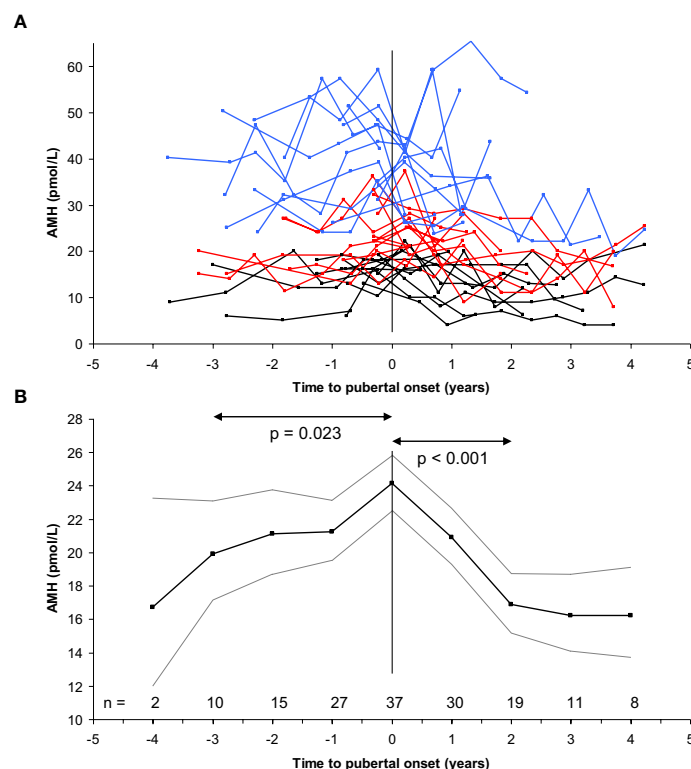 A
AMH (pmol/L)
60
50
40
30
20
10
0
-5 -4 -3 -2 -1 0 1 2 3 4 5
Time to pubertal onset (years)
B
AMH (pmol/L)
28
26
24
22
20
18
16
14
12
10
p = 0.023
p < 0.001
n = 2 10 15 27 37 30 19 11 8
-5 -4 -3 -2 -1 0 1 2 3 4 5
Time to pubertal onset (years)